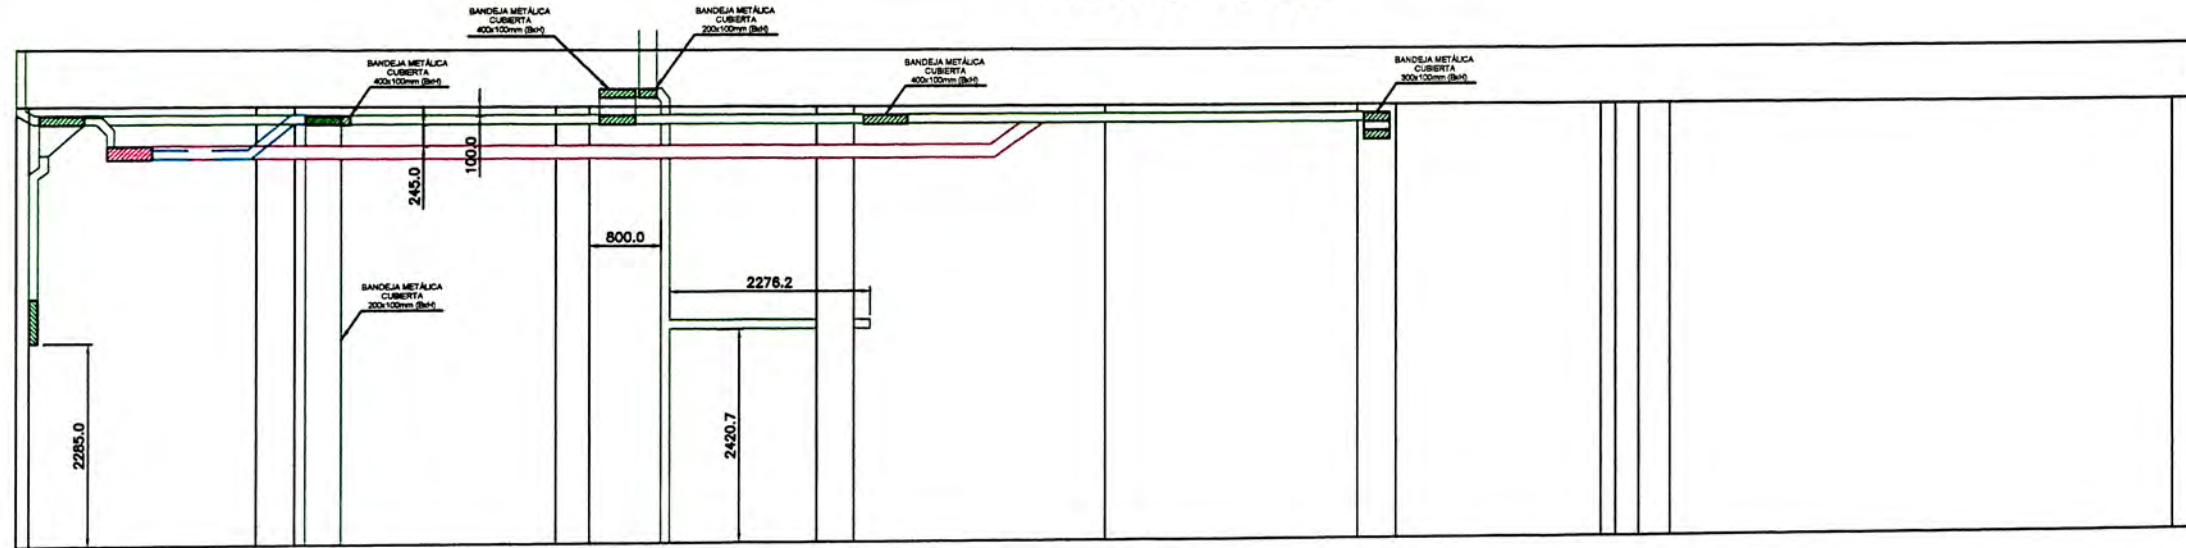 BANDEJA METÁLICA
CUBIERTA
400x100mm (BxH)
BANDEJA METÁLICA
CUBIERTA
200x100mm (BxH)
BANDEJA METÁLICA
CUBIERTA
400x100mm (BxH)
BANDEJA METÁLICA
CUBIERTA
400x100mm (BxH)
BANDEJA METÁLICA
CUBIERTA
300x100mm (BxH)
100.0
245.0
800.0
2276.2
BANDEJA METÁLICA
CUBIERTA
200x100mm (BxH)
2285.0
2420.7